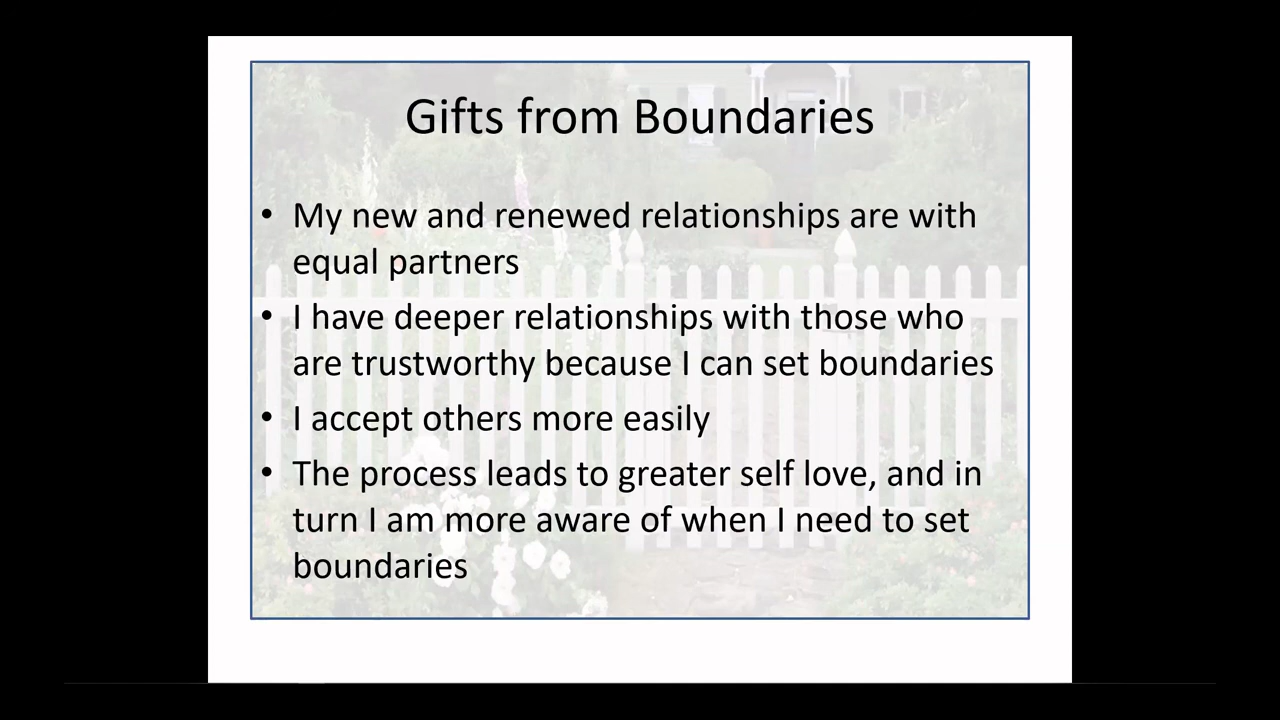 Gifts from Boundaries
• My new and renewed relationships are with
equal partners
• I have deeper relationships with those who
are trustworthy because I can set boundaries
• I accept others more easily
• The process leads to greater self love, and in
turn I am more aware of when I need to set
boundaries